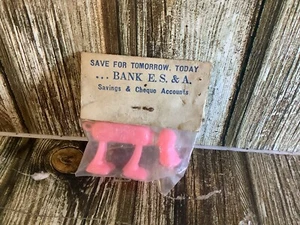 SAVE FOR TOMORROW, TODAY
... BANK E. S. & A.
Savings & Cheque Accounts